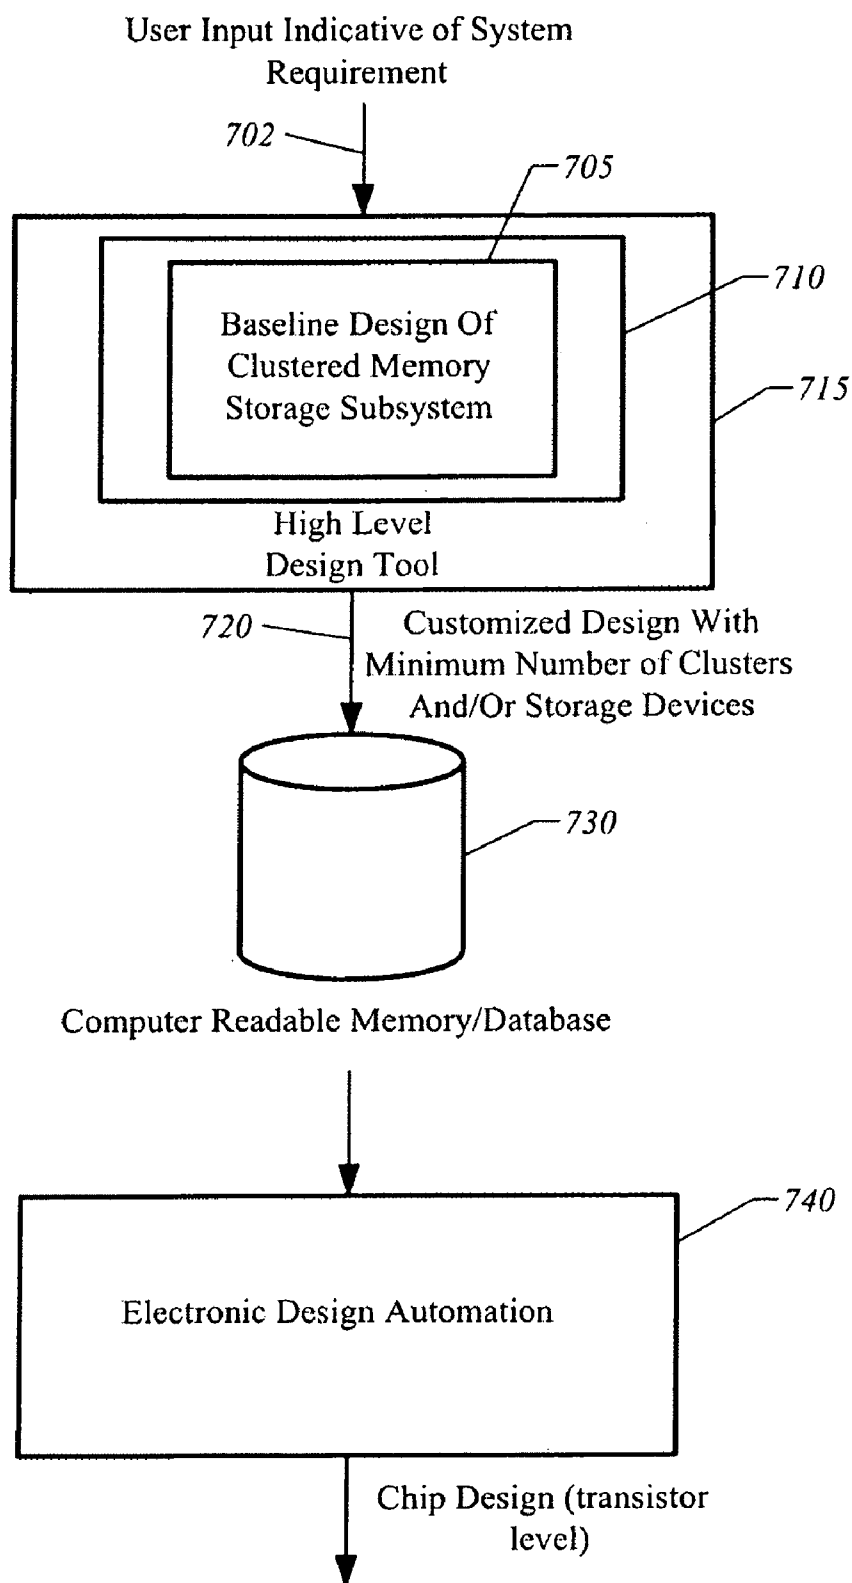 User Input Indicative of System
Requirement
702
705
710
715
Baseline Design Of
Clustered Memory
Storage Subsystem
High Level
Design Tool
720
Customized Design With
Minimum Number of Clusters
And/Or Storage Devices
730
Computer Readable Memory/Database
740
Electronic Design Automation
Chip Design (transistor
level)